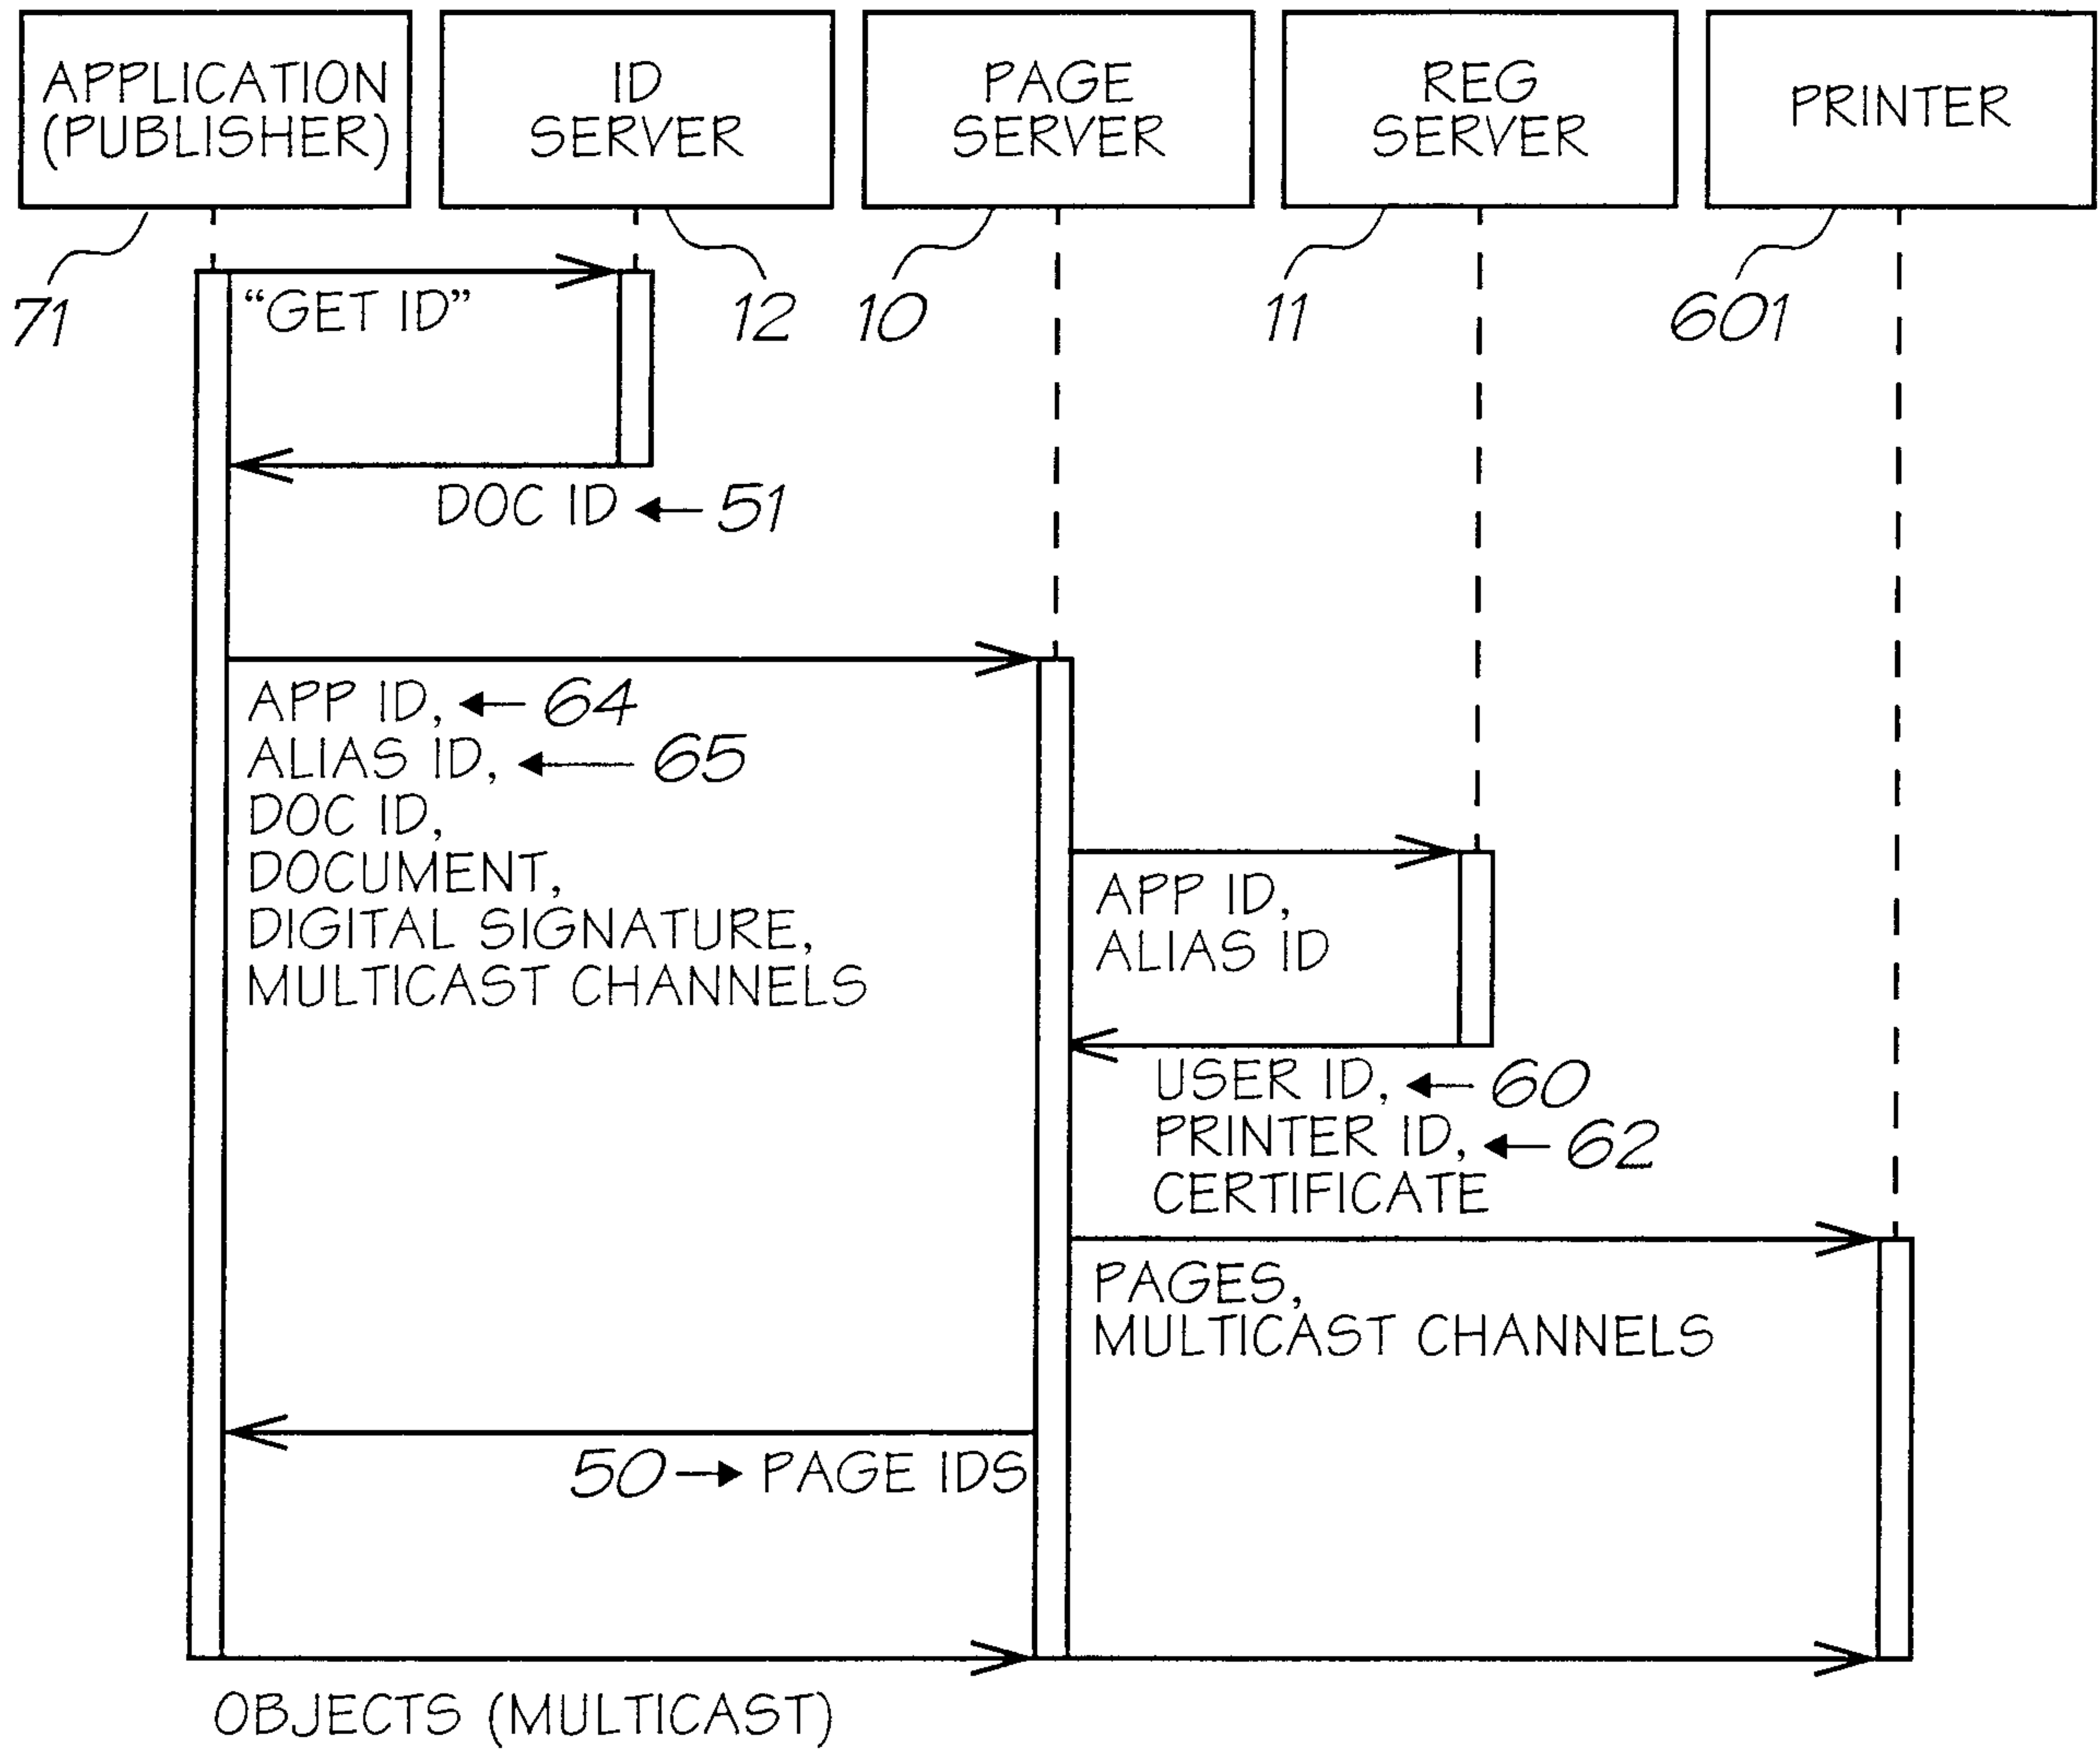 APPLICATION
(PUBLISHER)
ID
SERVER
PAGE
SERVER
REG
SERVER
PRINTER
71
12
10
11
601
“GET ID”
DOC ID
51
APP ID,
64
ALIAS ID,
65
DOC ID,
DOCUMENT,
DIGITAL SIGNATURE,
MULTICAST CHANNELS
APP ID,
ALIAS ID
USER ID,
60
PRINTER ID,
62
CERTIFICATE
PAGES,
MULTICAST CHANNELS
50
PAGE IDS
OBJECTS (MULTICAST)